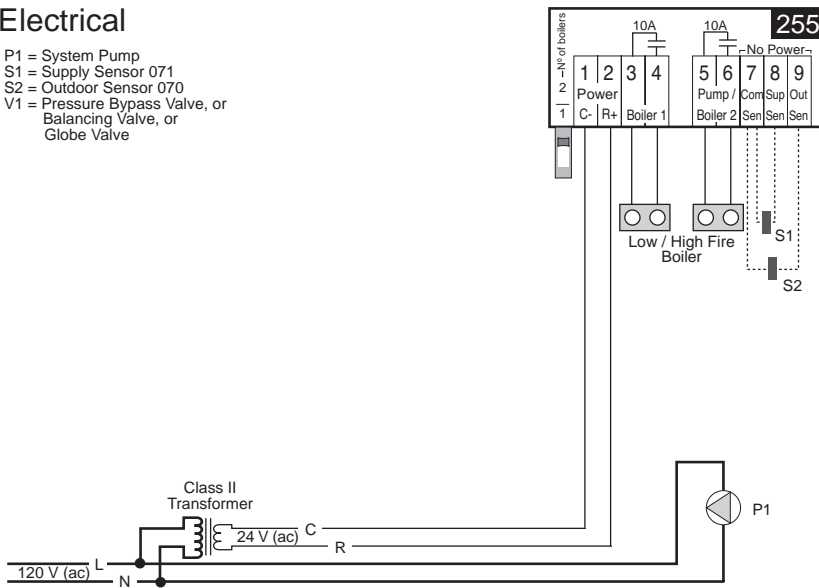 Electrical
P1 = System Pump
S1 = Supply Sensor 071
S2 = Outdoor Sensor 070
V1 = Pressure Bypass Valve, or
Balancing Valve, or
Globe Valve
1 2 – Nº of boilers
10A
10A
255
No Power
1 2 3 4 5 6 7 8 9
Power
Pump /
Com Sup Out
C- R+ Boiler 1 Boiler 2 Sen Sen Sen
Low / High Fire
Boiler
S1
S2
Class II
Transformer
24 V (ac)
C
R
P1
120 V (ac)
L
N